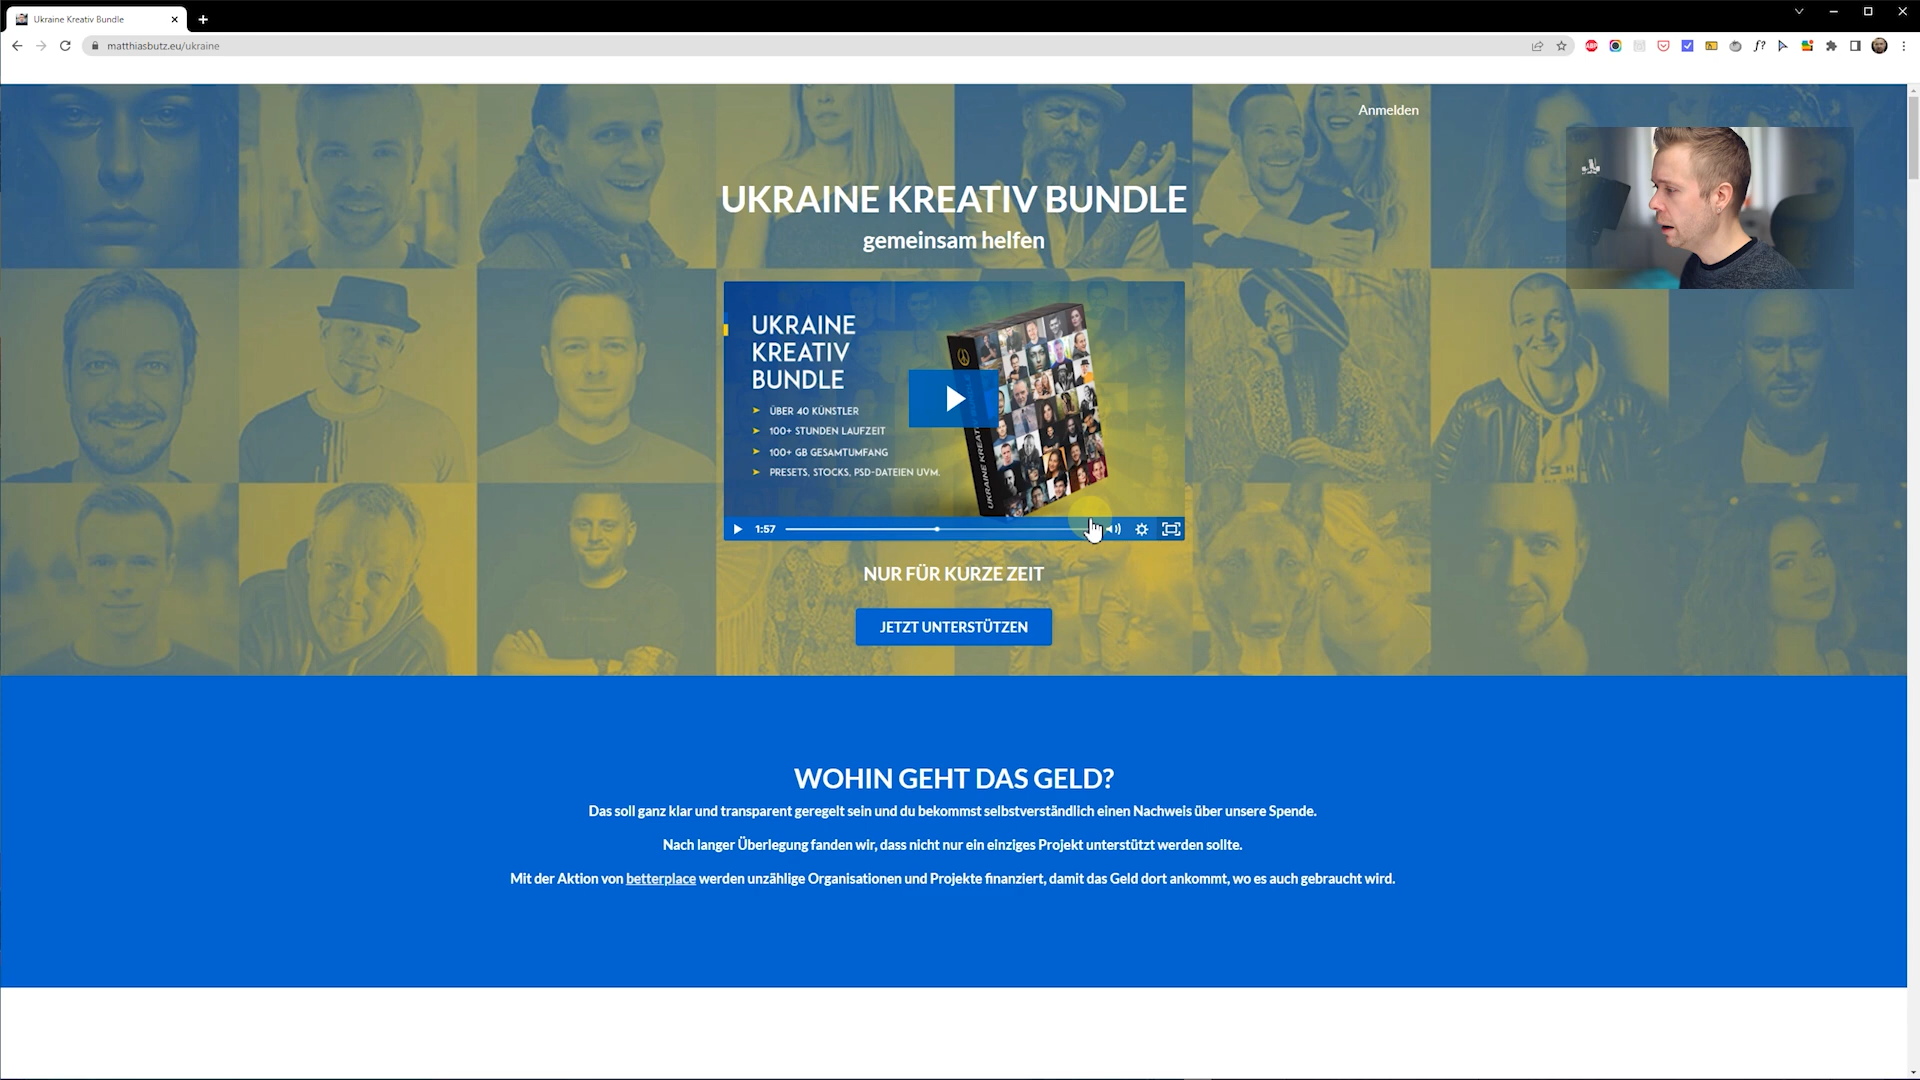 Ukraine Kreativ Bundle
matthiasbutz.eu/ukraine
Anmelden
UKRAINE KREATIV BUNDLE
gemeinsam helfen
UKRAINE
KREATIV
BUNDLE
ÜBER 40 KÜNSTLER
100+ STUNDEN LAUFZEIT
100+ GB GESAMTUMFANG
PRESETS, STOCKS, PSD-DATEIEN UVM.
1:57
NUR FÜR KURZE ZEIT
JETZT UNTERSTÜTZEN
WOHIN GEHT DAS GELD?
Das soll ganz klar und transparent geregelt sein und du bekommst selbstverständlich einen Nachweis über unsere Spende.
Nach langer Überlegung fanden wir, dass nicht nur ein einziges Projekt unterstützt werden sollte.
Mit der Aktion von betterplace werden unzählige Organisationen und Projekte finanziert, damit das Geld dort ankommt, wo es auch gebraucht wird.